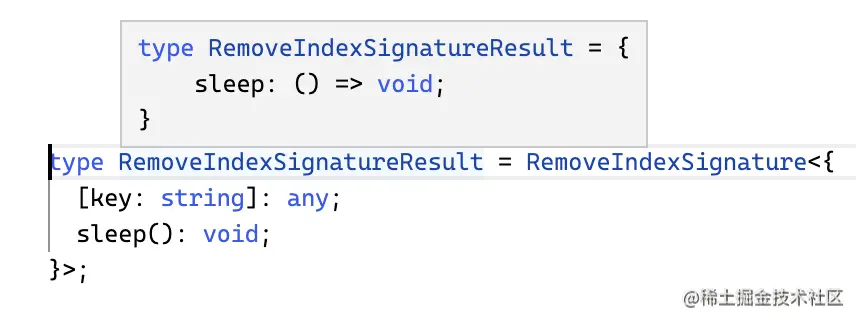 type RemoveIndexSignatureResult = {
    sleep: () => void;
}
type RemoveIndexSignatureResult = RemoveIndexSignature<{
  [key: string]: any;
  sleep(): void;
}>;
@稀土掘金技术社区